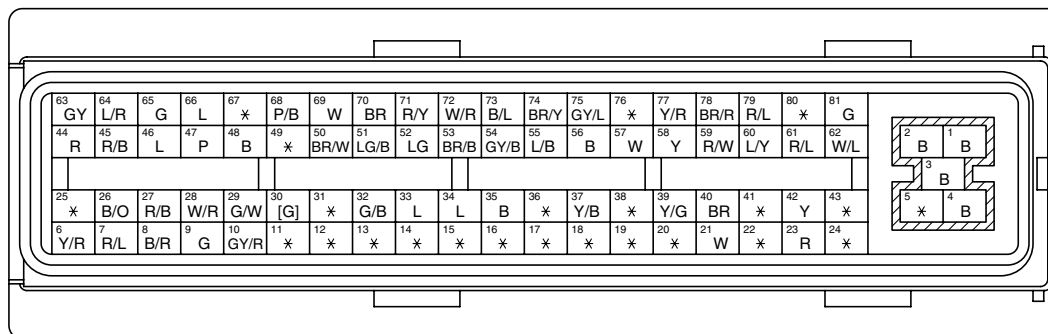 63 64 65 66 67 68 69 70 71 72 73 74 75 76 77 78 79 80 81
GY L/R G L * P/B W BR R/Y W/R B/L BR/Y GY/L * Y/R BR/R R/L * G
44 45 46 47 48 49 50 51 52 53 54 55 56 57 58 59 60 61 62
R R/B L P B * BR/W LG/B LG BR/B GY/B L/B B W Y R/W L/Y R/L W/L
2 1
B B
3
B
25 26 27 28 29 30 31 32 33 34 35 36 37 38 39 40 41 42 43
* B/O R/B W/R G/W [G] * G/B L L B * Y/B * Y/G BR * Y *
5 4
* B
6 7 8 9 10 11 12 13 14 15 16 17 18 19 20 21 22 23 24
Y/R R/L B/R G GY/R * * * * * * * * * * W * R *